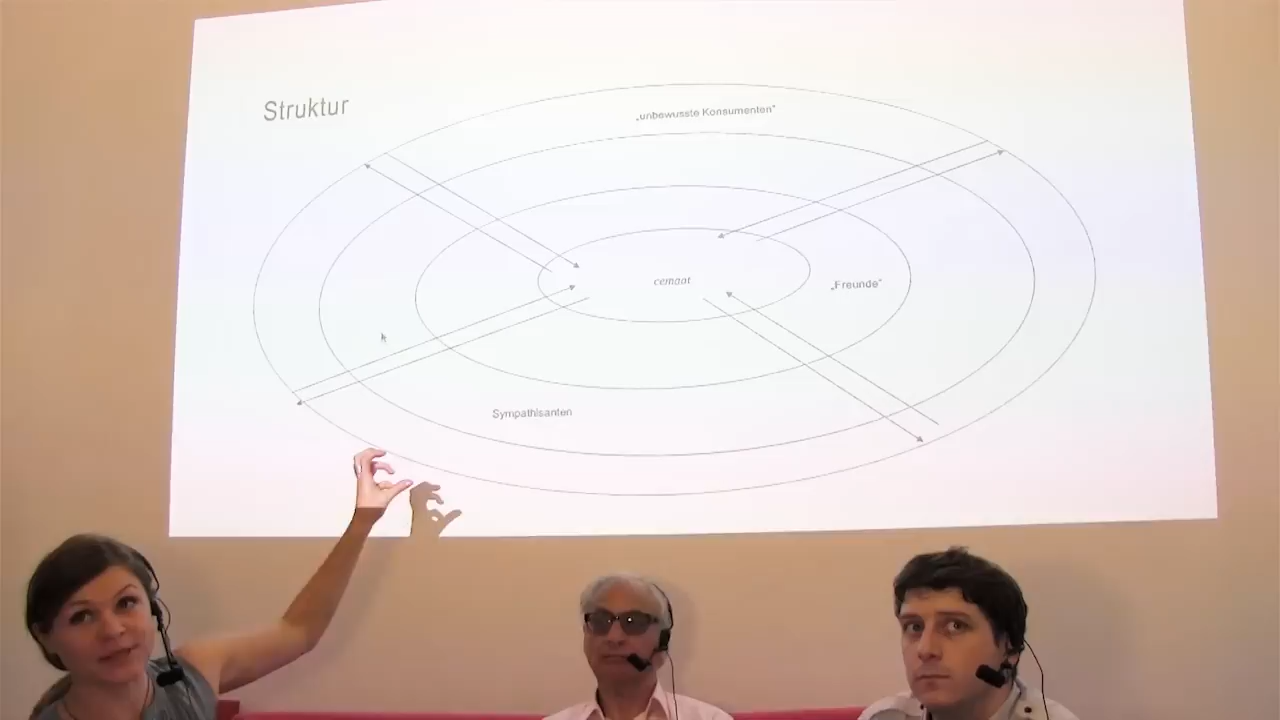 Struktur
„unbewusste Konsumenten“
cemaat
„Freunde“
Sympathisanten